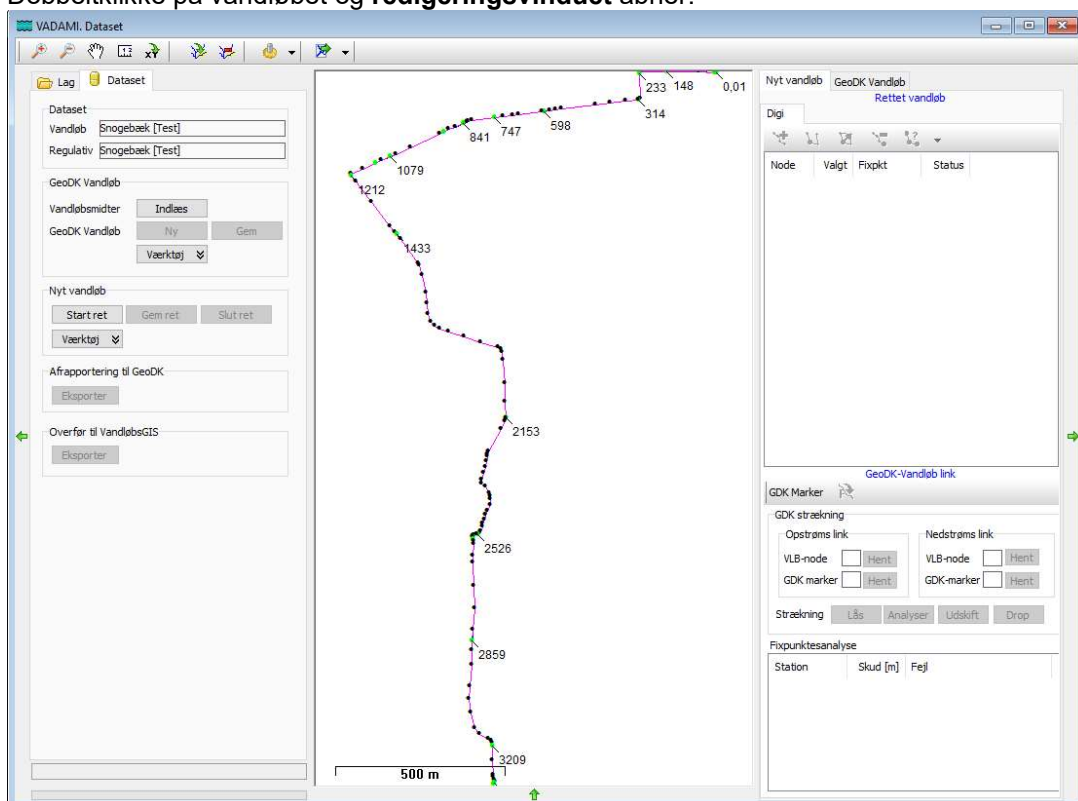 Dobbeltklikke på vandløbet og redigeringsvinduet åbner:
VADAMI. Dataset
Lag
Dataset
Dataset
Vandløb Snogebæk [Test]
Regulativ Snogebæk [Test]
GeoDK Vandløb
Vandløbsmidter Indlæs
GeoDK Vandløb Ny Gem
Værktøj
Nyt vandløb
Start ret Gem ret Slut ret
Værktøj
Afrapportering til GeoDK
Eksporter
Overfør til VandløbsGIS
Eksporter
233 148 0,01
314
598
747
841
1079
1212
1433
2153
2526
2859
3209
500 m
Nyt vandløb GeoDK Vandløb
Rettet vandløb
Digi
Node Valgt Fixpkt Status
GeoDK-Vandløb link
GDK Marker
GDK strækning
Opstrøms link
VLB-node Hent
GDK marker Hent
Nedstrøms link
VLB-node Hent
GDK-marker Hent
Strækning Lås Analyser Udskift Drop
Fixpunktesanalyse
Station Skud [m] Fejl